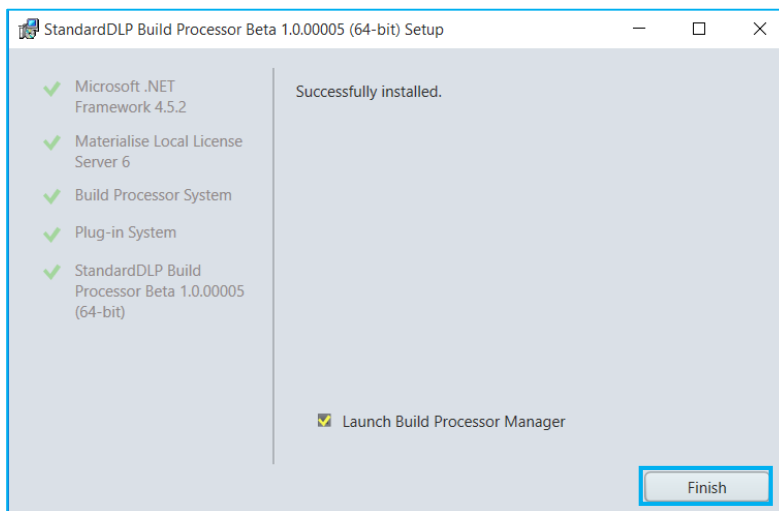 StandardDLP Build Processor Beta 1.0.00005 (64-bit) Setup
Microsoft .NET
Framework 4.5.2
Materialise Local License
Server 6
Build Processor System
Plug-in System
StandardDLP Build
Processor Beta 1.0.00005
(64-bit)
Successfully installed.
Launch Build Processor Manager
Finish